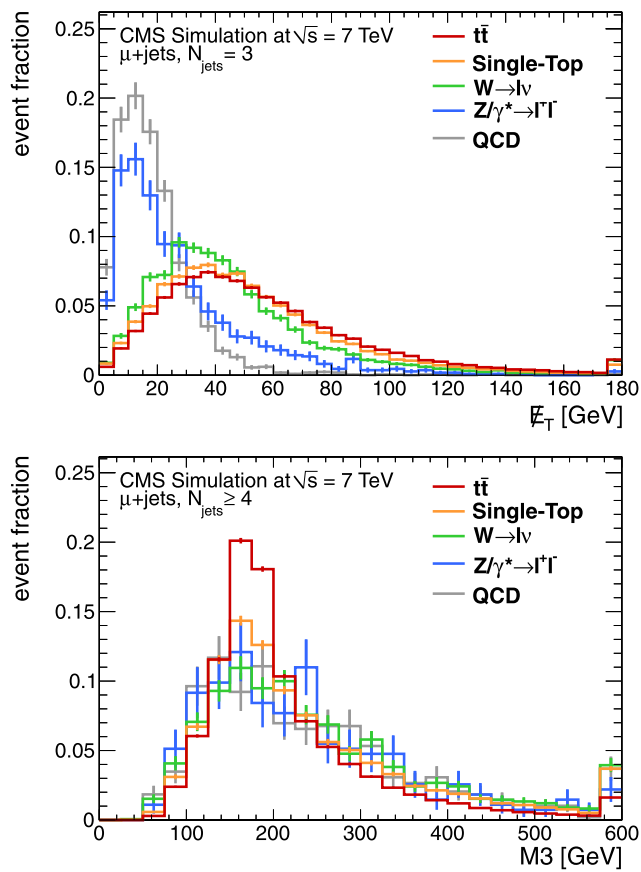 CMS Simulation at √s = 7 TeV
μ+jets, N_jets = 3
event fraction
0.25
0.2
0.15
0.1
0.05
0
tt̄
Single-Top
W→lν
Z/γ*→l⁺l⁻
QCD
0 20 40 60 80 100 120 140 160 180
E̸_T [GeV]
CMS Simulation at √s = 7 TeV
μ+jets, N_jets ≥ 4
event fraction
0.25
0.2
0.15
0.1
0.05
0
tt̄
Single-Top
W→lν
Z/γ*→l⁺l⁻
QCD
0 100 200 300 400 500 600
M3 [GeV]